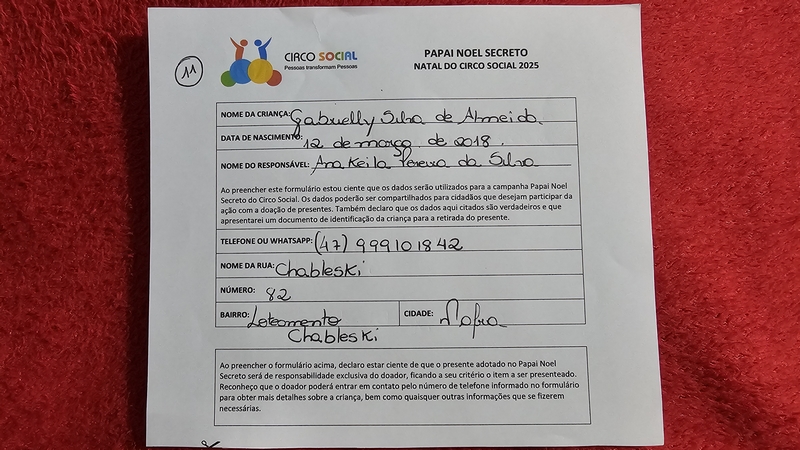 11
CIRCO SOCIAL
Pessoas transformam Pessoas
PAPAI NOEL SECRETO
NATAL DO CIRCO SOCIAL 2025
NOME DA CRIANÇA: Gabrielly Silva de Almeida.
DATA DE NASCIMENTO: 12 de março de 2018.
NOME DO RESPONSÁVEL: Ana Keila Pereira da Silva
Ao preencher este formulário estou ciente que os dados serão utilizados para a campanha Papai Noel
Secreto do Circo Social. Os dados poderão ser compartilhados para cidadãos que desejam participar da
ação com a doação de presentes. Também declaro que os dados aqui citados são verdadeiros e que
apresentarei um documento de identificação da criança para a retirada do presente.
TELEFONE OU WHATSAPP: (47) 999101842
NOME DA RUA: Chableski
NÚMERO: 82
BAIRRO: Loteamento
Chableski
CIDADE: Mafra
Ao preencher o formulário acima, declaro estar ciente de que o presente adotado no Papai Noel
Secreto será de responsabilidade exclusiva do doador, ficando a seu critério o item a ser presenteado.
Reconheço que o doador poderá entrar em contato pelo número de telefone informado no formulário
para obter mais detalhes sobre a criança, bem como quaisquer outras informações que se fizerem
necessárias.